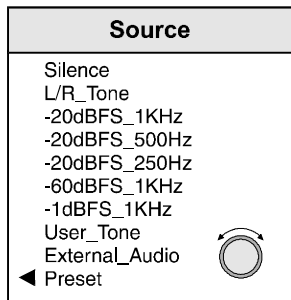 Source
Silence
L/R_Tone
-20dBFS_1KHz
-20dBFS_500Hz
-20dBFS_250Hz
-60dBFS_1KHz
-1dBFS_1KHz
User_Tone
External_Audio
Preset